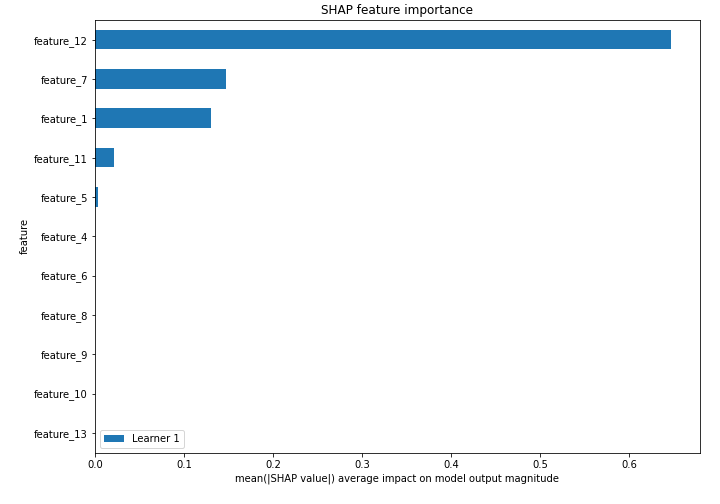 SHAP feature importance
feature_12
feature_7
feature_1
feature_11
feature_5
feature_4
feature_6
feature_8
feature_9
feature_10
feature_13
feature
Learner 1
0.0 0.1 0.2 0.3 0.4 0.5 0.6
mean(|SHAP value|) average impact on model output magnitude